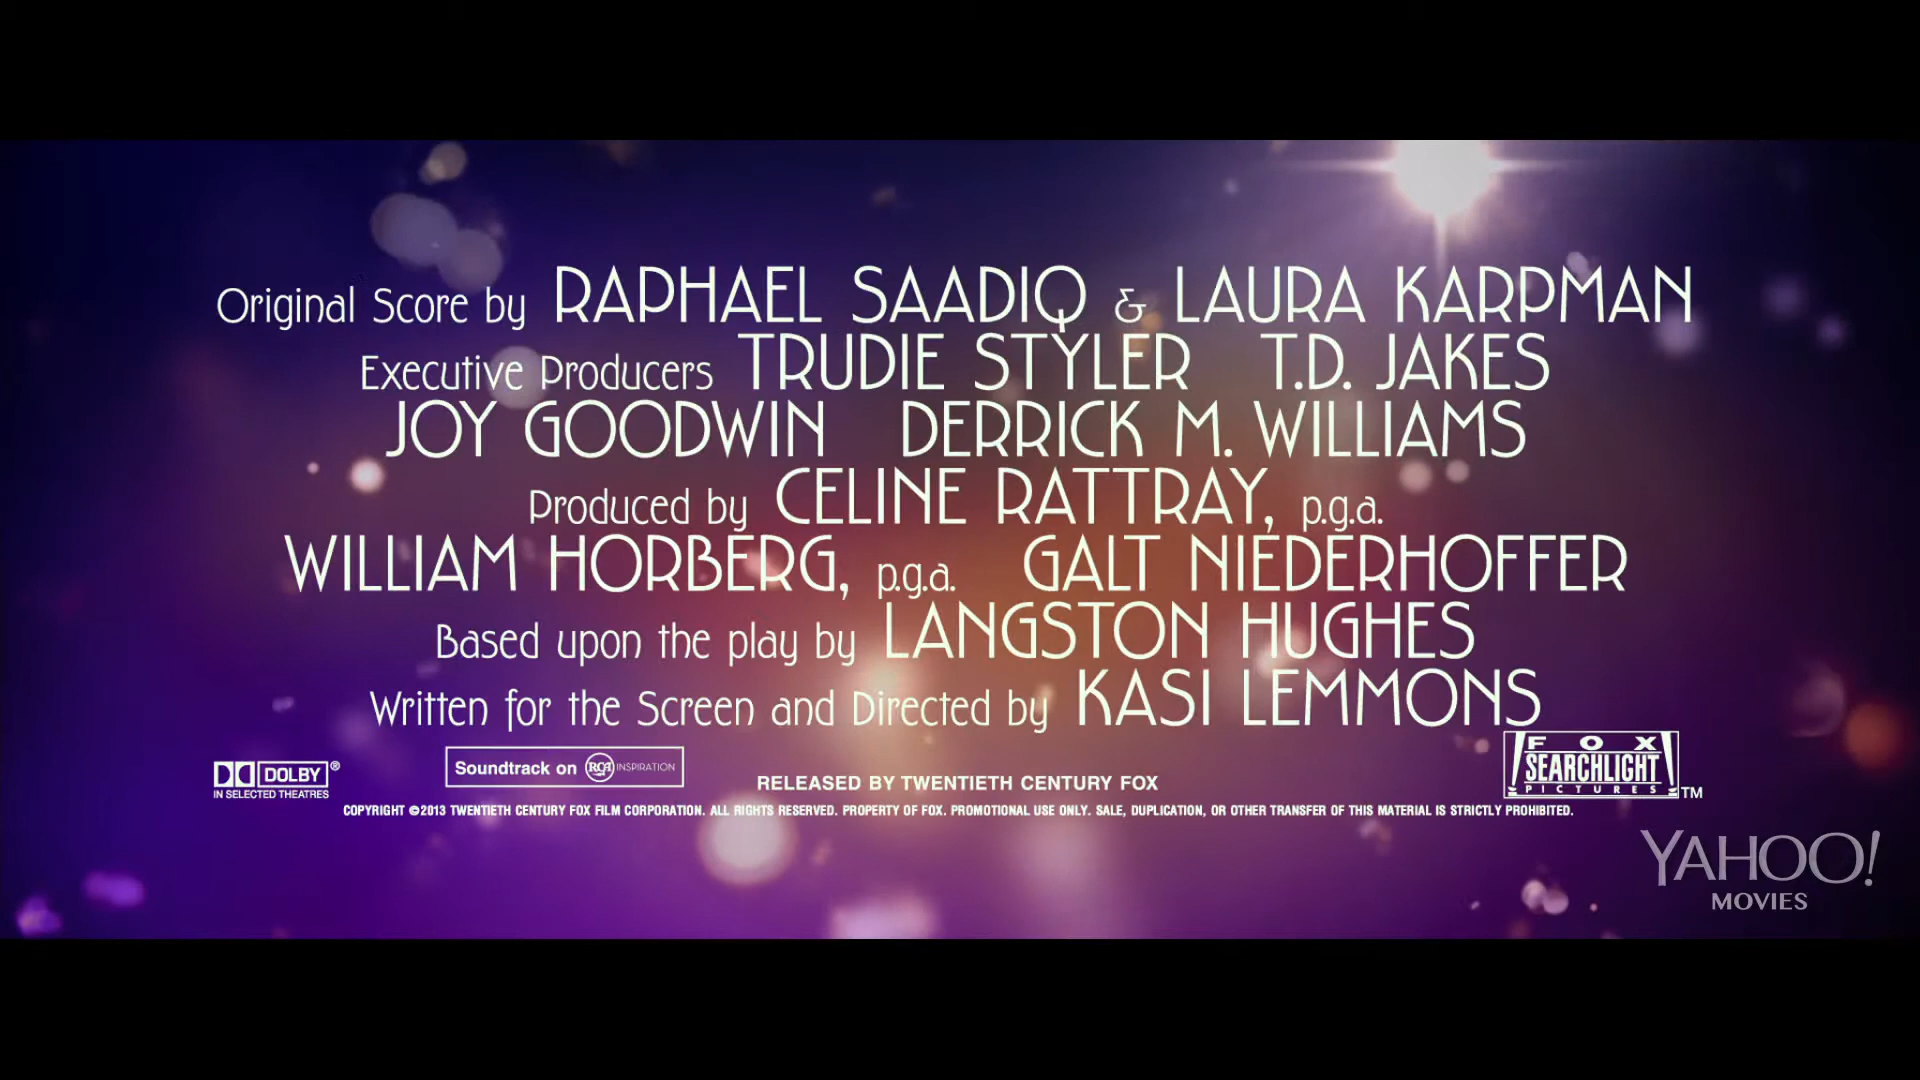 Original Score by RAPHAEL SAADIQ & LAURA KARPMAN
Executive Producers TRUDIE STYLER T.D. JAKES
JOY GOODWIN DERRICK M. WILLIAMS
Produced by CELINE RATTRAY, p.g.a.
WILLIAM HORBERG, p.g.a. GALT NIEDERHOFFER
Based upon the play by LANGSTON HUGHES
Written for the Screen and Directed by KASI LEMMONS
DOLBY ®
IN SELECTED THEATRES
Soundtrack on RCA INSPIRATION
RELEASED BY TWENTIETH CENTURY FOX
FOX
SEARCHLIGHT
PICTURES TM
COPYRIGHT ©2013 TWENTIETH CENTURY FOX FILM CORPORATION. ALL RIGHTS RESERVED. PROPERTY OF FOX. PROMOTIONAL USE ONLY. SALE, DUPLICATION, OR OTHER TRANSFER OF THIS MATERIAL IS STRICTLY PROHIBITED.
YAHOO!
MOVIES